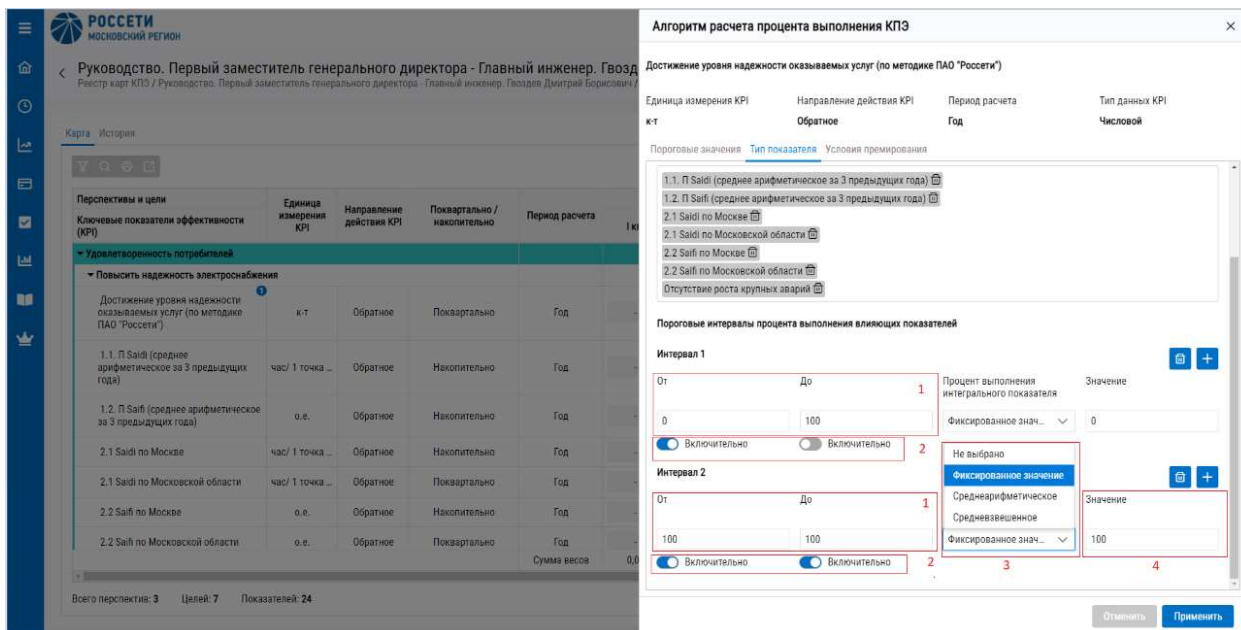 РОССЕТИ
МОСКОВСКИЙ РЕГИОН
Руководство. Первый заместитель генерального директора - Главный инженер. Гвозд
Реестр карт КПЭ / Руководство. Первый заместитель генерального директора - Главный инженер. Гвоздев Дмитрий Борисович /
Карта История
Перспективы и цели
Ключевые показатели эффективности (KPI)
Единица измерения KPI
Направление действия KPI
Поквартально / накопительно
Период расчета
I кв
Удовлетворенность потребителей
Повысить надежность электроснабжения
Достижение уровня надежности оказываемых услуг (по методике ПАО "Россети") 1 к-т Обратное Поквартально Год -
1.1. П Saidi (среднее арифметическое за 3 предыдущих года) час/ 1 точка ... Обратное Накопительно Год -
1.2. П Saifi (среднее арифметическое за 3 предыдущих года) о.е. Обратное Накопительно Год -
2.1 Saidi по Москве час/ 1 точка ... Обратное Накопительно Год -
2.1 Saidi по Московской области час/ 1 точка ... Обратное Поквартально Год -
2.2 Saifi по Москве о.е. Обратное Накопительно Год -
2.2 Saifi по Московской области о.е. Обратное Поквартально Год -
Сумма весов 0,0
Всего перспектив: 3 Целей: 7 Показателей: 24
Алгоритм расчета процента выполнения КПЭ
Достижение уровня надежности оказываемых услуг (по методике ПАО "Россети")
Единица измерения KPI Направление действия KPI Период расчета Тип данных KPI
к-т Обратное Год Числовой
Пороговые значения Тип показателя Условия премирования
1.1. П Saidi (среднее арифметическое за 3 предыдущих года)
1.2. П Saifi (среднее арифметическое за 3 предыдущих года)
2.1 Saidi по Москве
2.1 Saidi по Московской области
2.2 Saifi по Москве
2.2 Saifi по Московской области
Отсутствие роста крупных аварий
Пороговые интервалы процента выполнения влияющих показателей
Интервал 1
От До 1 Процент выполнения интегрального показателя Значение
0 100 Фиксированное знач... 0
Включительно Включительно 2
Не выбрано
Фиксированное значение
Среднеарифметическое
Средневзвешенное
Интервал 2
От До 1 Значение
100 100 Фиксированное знач... 100
Включительно Включительно 2 3 4
Отменить Применить